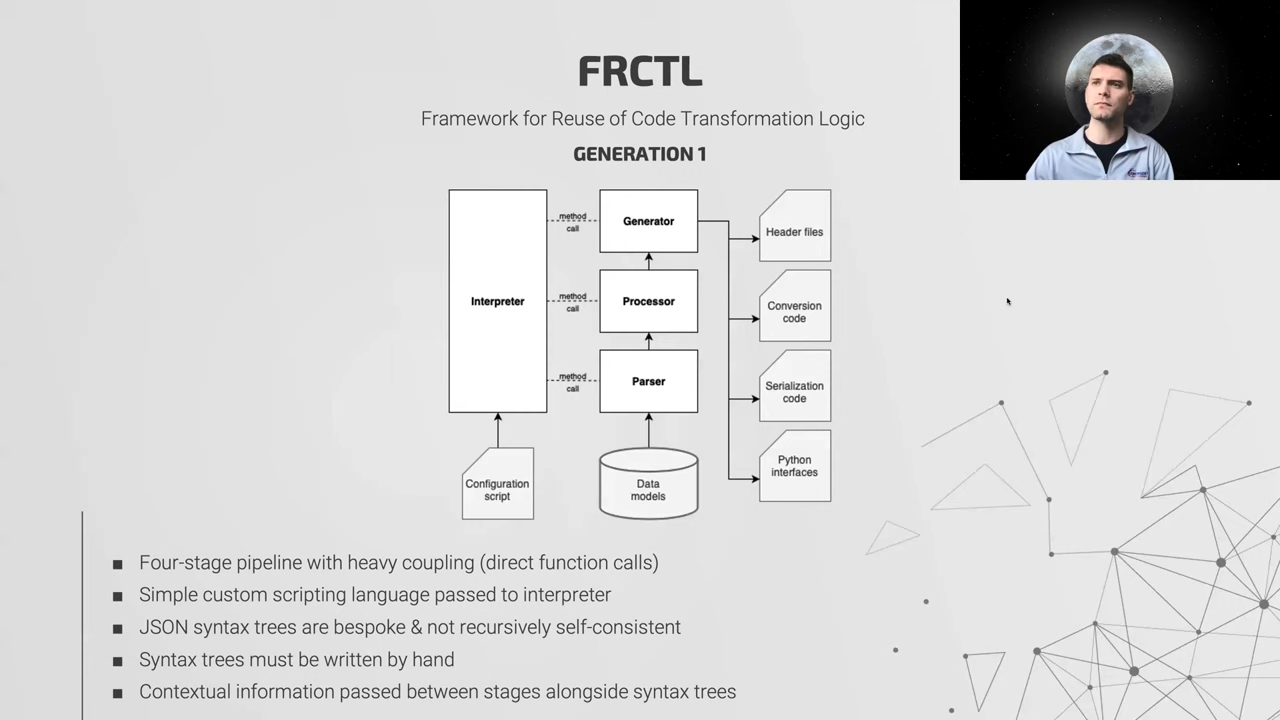 FRCTL
Framework for Reuse of Code Transformation Logic
GENERATION 1
Interpreter
method
call
method
call
method
call
Generator
Processor
Parser
Header files
Conversion
code
Serialization
code
Python
interfaces
Configuration
script
Data
models
■ Four-stage pipeline with heavy coupling (direct function calls)
■ Simple custom scripting language passed to interpreter
■ JSON syntax trees are bespoke & not recursively self-consistent
■ Syntax trees must be written by hand
■ Contextual information passed between stages alongside syntax trees